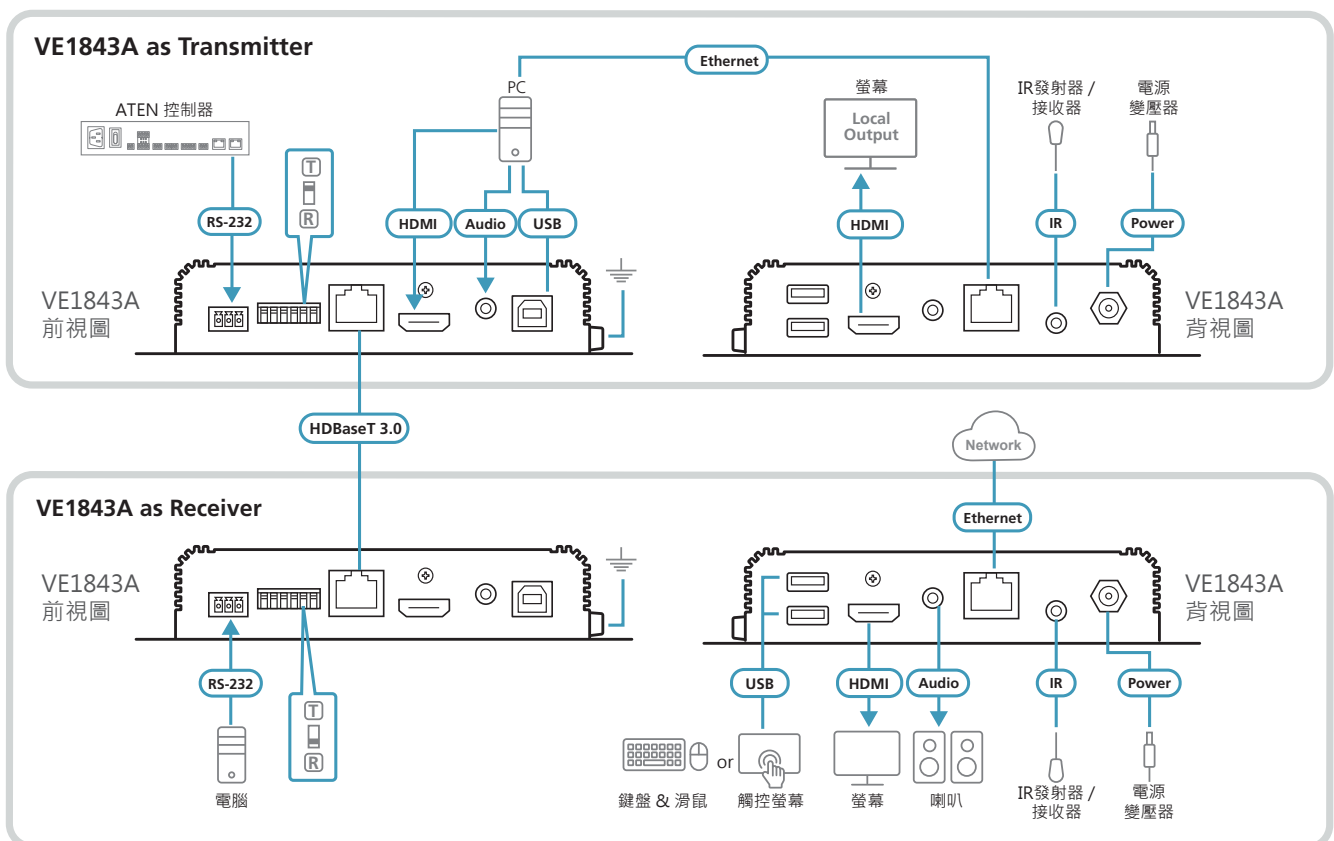 VE1843A as Transmitter
Ethernet
PC
ATEN 控制器
螢幕
IR發射器 /
接收器
電源
變壓器
Local
Output
T
R
RS-232
HDMI
Audio
USB
HDMI
IR
Power
VE1843A
前視圖
VE1843A
背視圖
HDBaseT 3.0
Network
VE1843A as Receiver
Ethernet
VE1843A
前視圖
VE1843A
背視圖
RS-232
T
R
USB
HDMI
Audio
IR
Power
or
電腦
鍵盤 & 滑鼠
觸控螢幕
螢幕
喇叭
IR發射器 /
接收器
電源
變壓器